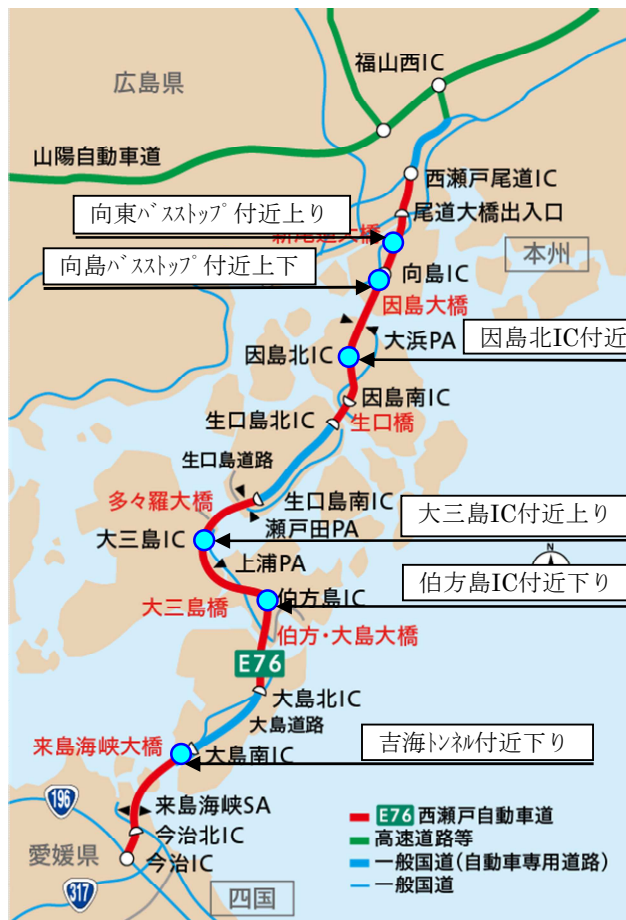 福山西IC
広島県
山陽自動車道
西瀬戸尾道IC
向東ﾊﾞｽｽﾄｯﾌﾟ付近上り
尾道大橋出入口
新尾道大橋
本州
向島ﾊﾞｽｽﾄｯﾌﾟ付近上下
向島IC
因島大橋
大浜PA
因島北IC付近
因島北IC
因島南IC
生口島北IC
生口橋
生口島道路
多々羅大橋
生口島南IC
大三島IC付近上り
瀬戸田PA
大三島IC
上浦PA
N
伯方島IC付近下り
伯方島IC
大三島橋
伯方・大島大橋
E76
大島北IC
大島道路
来島海峡大橋
大島南IC
吉海ﾄﾝﾈﾙ付近下り
196
来島海峡SA
今治北IC
愛媛県
今治IC
317
四国
E76 西瀬戸自動車道
高速道路等
一般国道(自動車専用道路)
一般国道